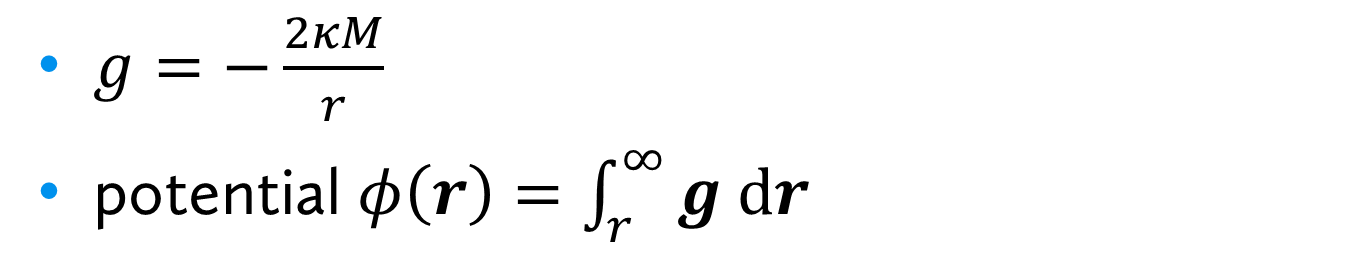 • g = −2κM/r
• potential ϕ(r) = ∫_r^∞ g dr